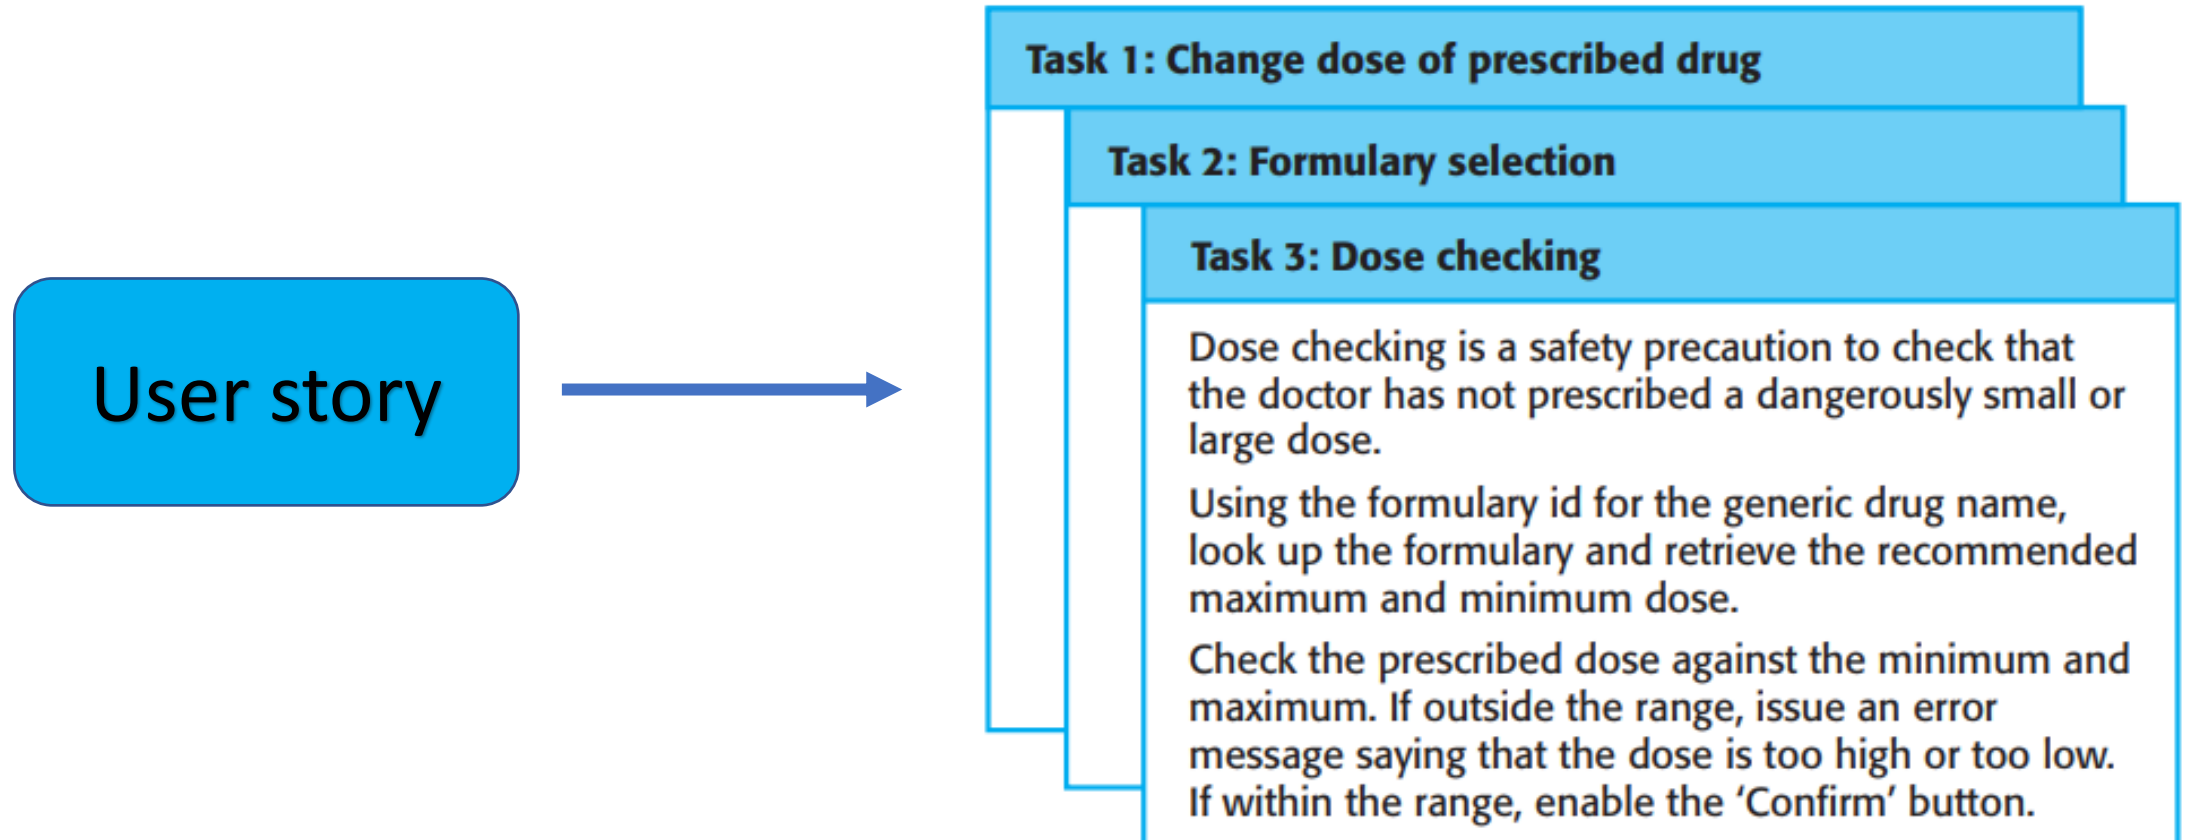 User story
Task 1: Change dose of prescribed drug
Task 2: Formulary selection
Task 3: Dose checking
Dose checking is a safety precaution to check that
the doctor has not prescribed a dangerously small or
large dose.
Using the formulary id for the generic drug name,
look up the formulary and retrieve the recommended
maximum and minimum dose.
Check the prescribed dose against the minimum and
maximum. If outside the range, issue an error
message saying that the dose is too high or too low.
If within the range, enable the ‘Confirm’ button.